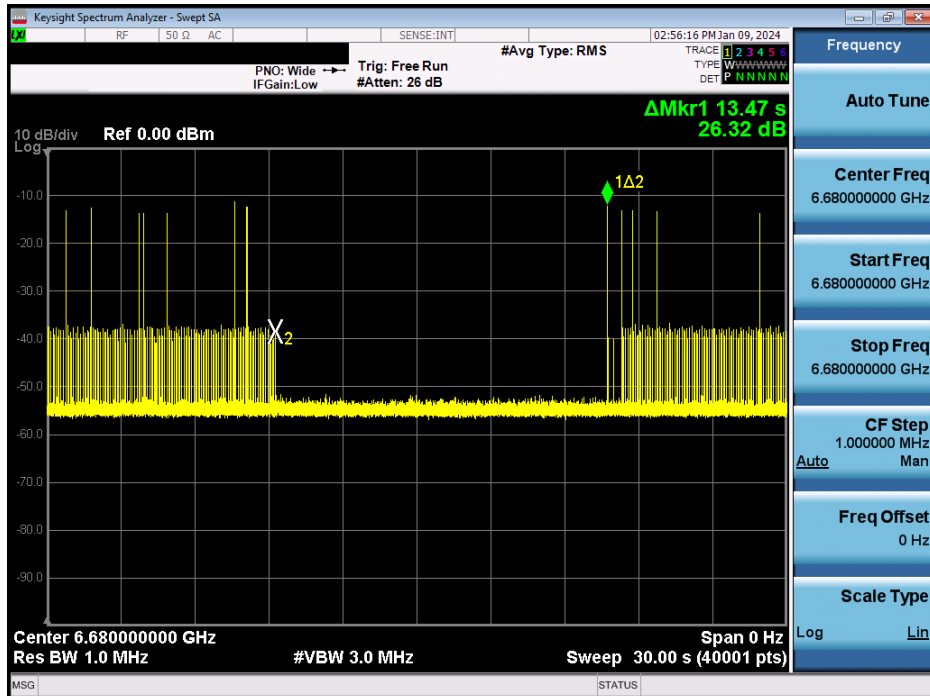 Keysight Spectrum Analyzer - Swept SA
LXI RF 50 Ω AC SENSE:INT 02:56:16 PM Jan 09, 2024
PNO: Wide
IFGain:Low
Trig: Free Run
#Atten: 26 dB
#Avg Type: RMS
TRACE 1 2 3 4 5 6
TYPE W W W W W W
DET P N N N N N
Frequency
ΔMkr1 13.47 s
26.32 dB
10 dB/div
Log
Ref 0.00 dBm
-10.0
-20.0
-30.0
-40.0
-50.0
-60.0
-70.0
-80.0
-90.0
1Δ2
X2
Center 6.680000000 GHz
Res BW 1.0 MHz
#VBW 3.0 MHz
Span 0 Hz
Sweep 30.00 s (40001 pts)
Auto Tune
Center Freq
6.680000000 GHz
Start Freq
6.680000000 GHz
Stop Freq
6.680000000 GHz
CF Step
1.000000 MHz
Auto Man
Freq Offset
0 Hz
Scale Type
Log Lin
MSG STATUS